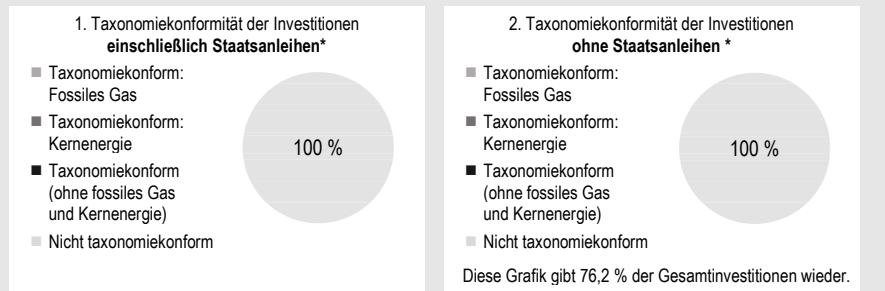 1. Taxonomiekonformität der Investitionen
einschließlich Staatsanleihen*
Taxonomiekonform:
Fossiles Gas
Taxonomiekonform:
Kernenergie
Taxonomiekonform
(ohne fossiles Gas
und Kernenergie)
Nicht taxonomiekonform
100 %
2. Taxonomiekonformität der Investitionen
ohne Staatsanleihen *
Taxonomiekonform:
Fossiles Gas
Taxonomiekonform:
Kernenergie
Taxonomiekonform
(ohne fossiles Gas
und Kernenergie)
Nicht taxonomiekonform
100 %
Diese Grafik gibt 76,2 % der Gesamtinvestitionen wieder.